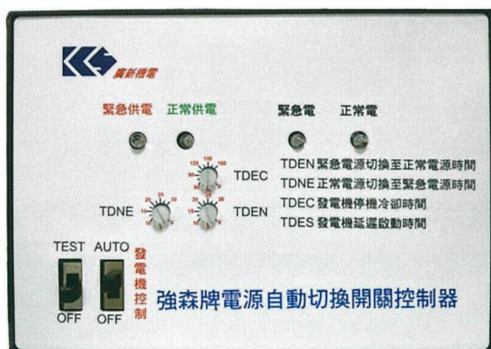 KCS 廣新機電
緊急供電 正常供電 緊急電 正常電
TDEC
TDNE TDEN
TDEN 緊急電源切換至正常電源時間
TDNE 正常電源切換至緊急電源時間
TDEC 發電機停機冷卻時間
TDES 發電機延遲啟動時間
TEST AUTO
OFF OFF
發電機控制
強森牌電源自動切換開關控制器